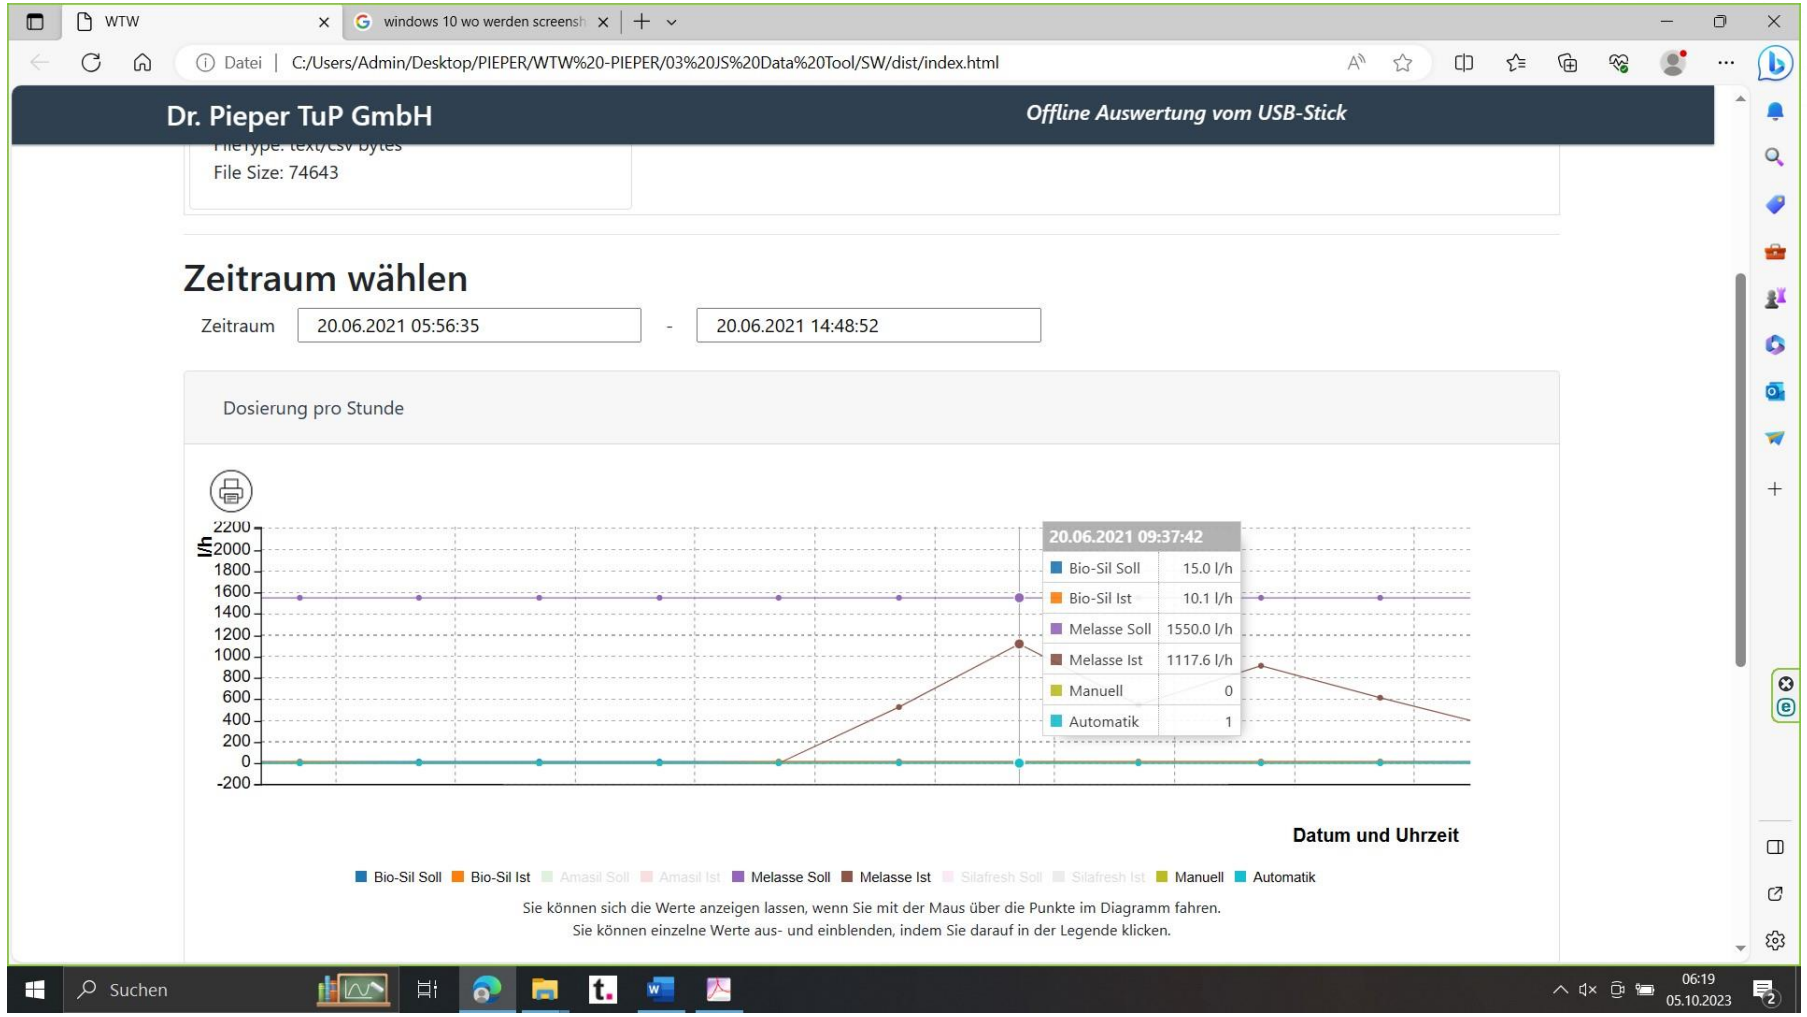 WTW
windows 10 wo werden screensh
Datei
C:/Users/Admin/Desktop/PIEPER/WTW%20-PIEPER/03%20JS%20Data%20Tool/SW/dist/index.html
Dr. Pieper TuP GmbH
Offline Auswertung vom USB-Stick
FileType: text/csv bytes
File Size: 74643
Zeitraum wählen
Zeitraum 20.06.2021 05:56:35 - 20.06.2021 14:48:52
Dosierung pro Stunde
l/h
2200
2000
1800
1600
1400
1200
1000
800
600
400
200
0
-200
20.06.2021 09:37:42
Bio-Sil Soll 15.0 l/h
Bio-Sil Ist 10.1 l/h
Melasse Soll 1550.0 l/h
Melasse Ist 1117.6 l/h
Manuell 0
Automatik 1
Datum und Uhrzeit
Bio-Sil Soll Bio-Sil Ist Amasil Soll Amasil Ist Melasse Soll Melasse Ist Silafresh Soll Silafresh Ist Manuell Automatik
Sie können sich die Werte anzeigen lassen, wenn Sie mit der Maus über die Punkte im Diagramm fahren.
Sie können einzelne Werte aus- und einblenden, indem Sie darauf in der Legende klicken.
Suchen
t.
06:19
05.10.2023
2